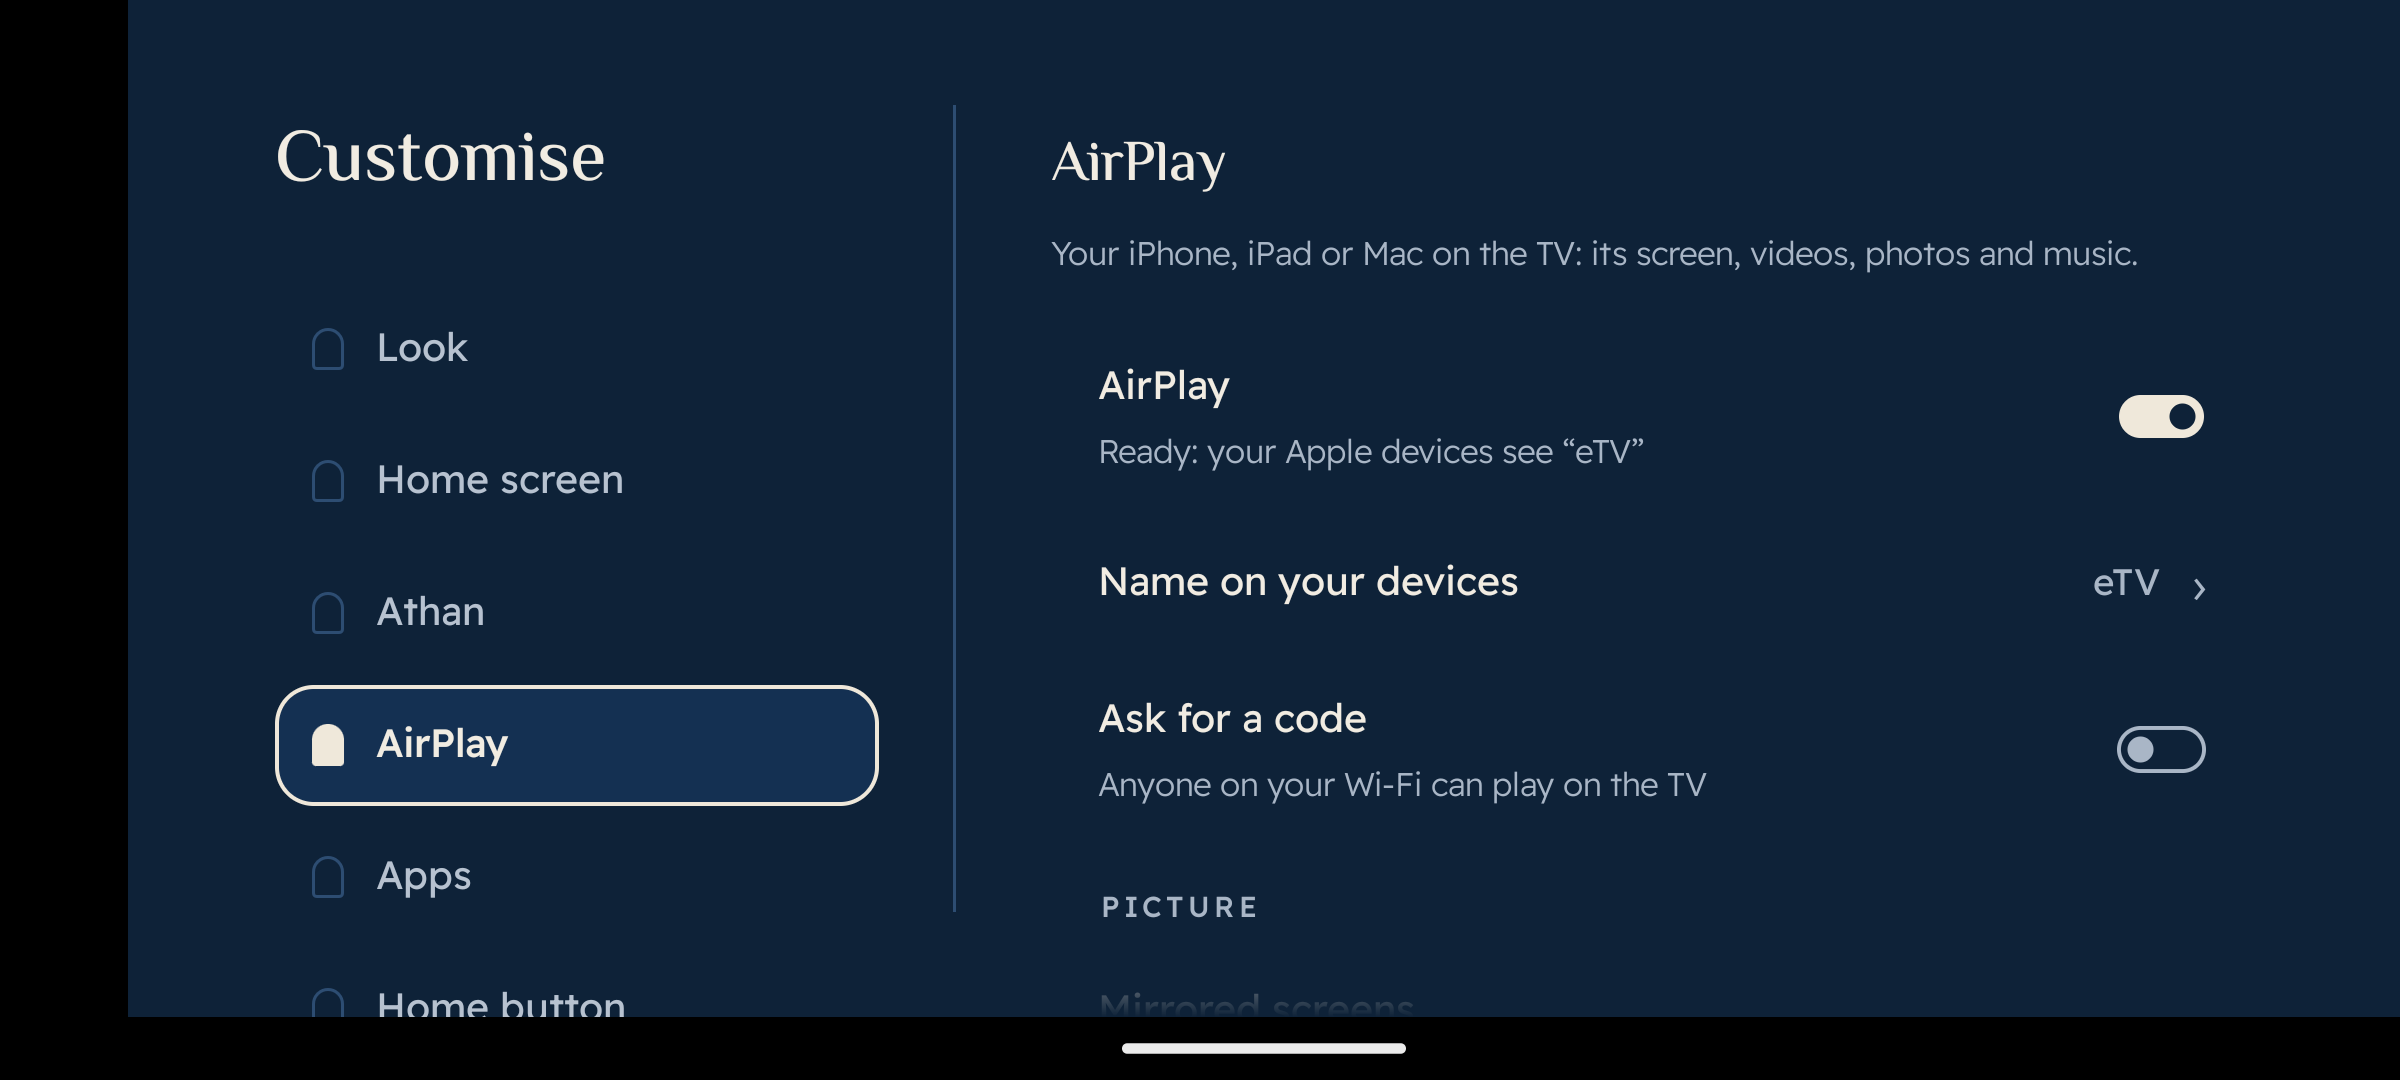 Customise
Look
Home screen
Athan
AirPlay
Apps
Home button
AirPlay
Your iPhone, iPad or Mac on the TV: its screen, videos, photos and music.
AirPlay
Ready: your Apple devices see “eTV”
Name on your devices
eTV ›
Ask for a code
Anyone on your Wi-Fi can play on the TV
PICTURE
Mirrored screens